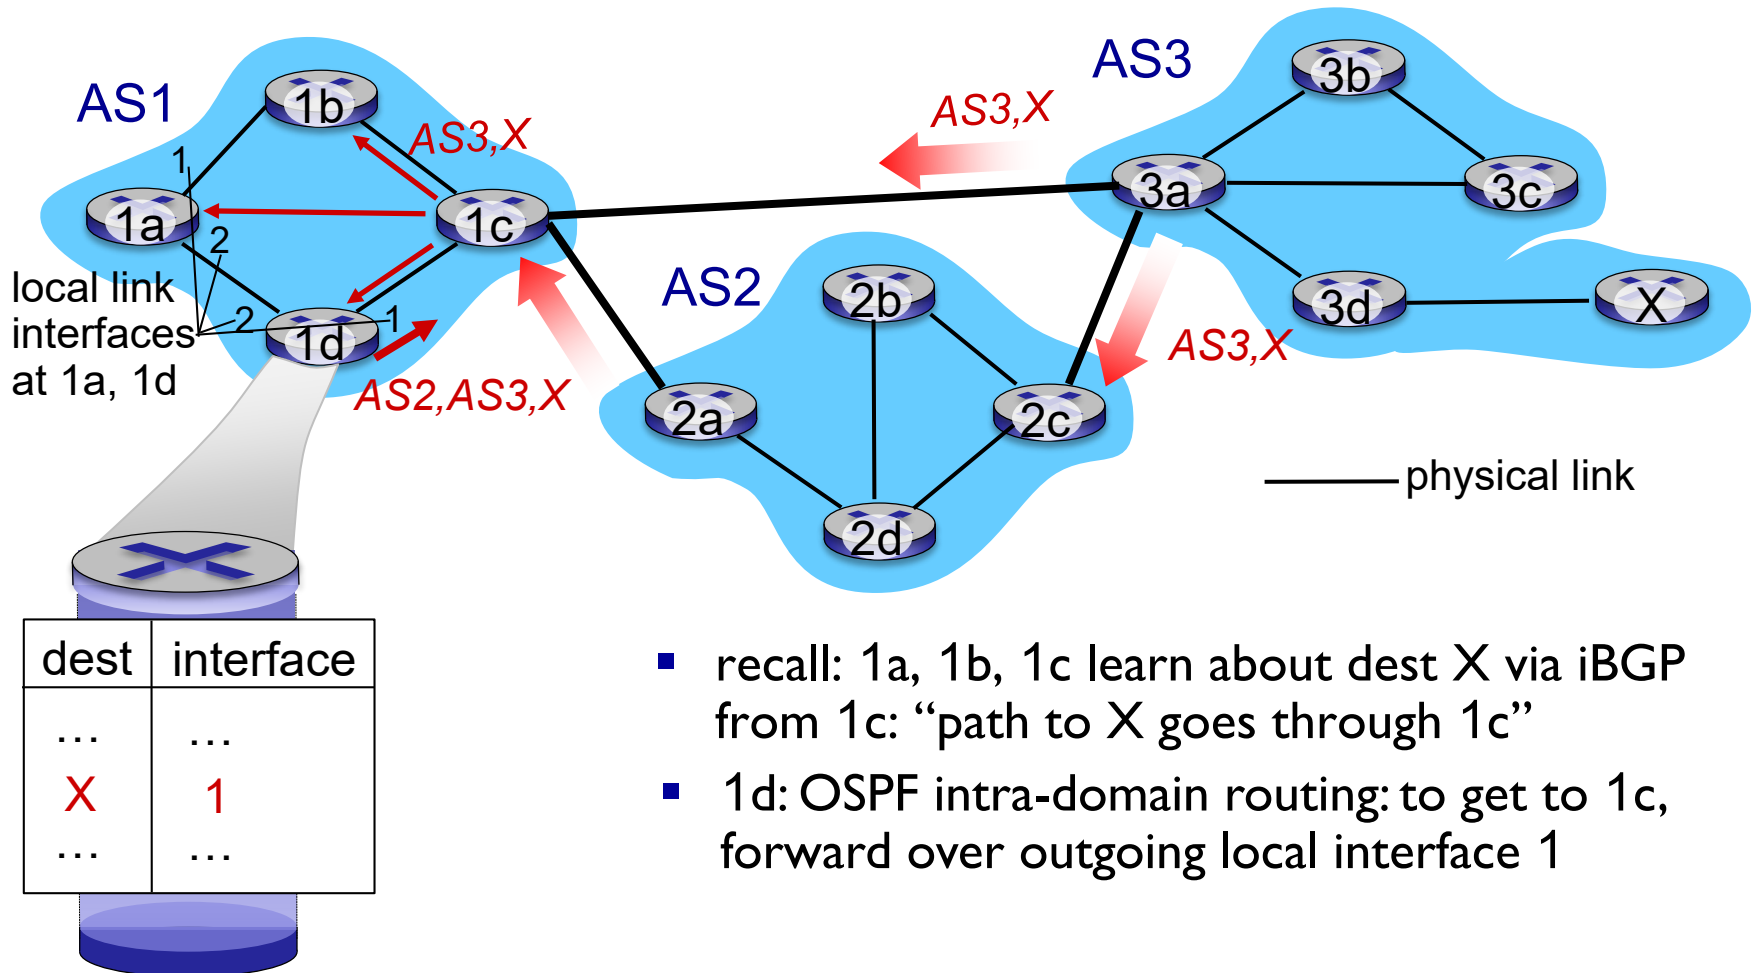 AS1
1b
AS3,X
1
1a
1c
2
local link
interfaces
at 1a, 1d
2
1
1d
AS2,AS3,X
AS3,X
AS3
3b
3a
3c
3d
X
AS3,X
AS2
2b
2a
2c
2d
physical link
dest interface
... ...
X 1
... ...
▪ recall: 1a, 1b, 1c learn about dest X via iBGP
from 1c: “path to X goes through 1c”
▪ 1d: OSPF intra-domain routing: to get to 1c,
forward over outgoing local interface 1